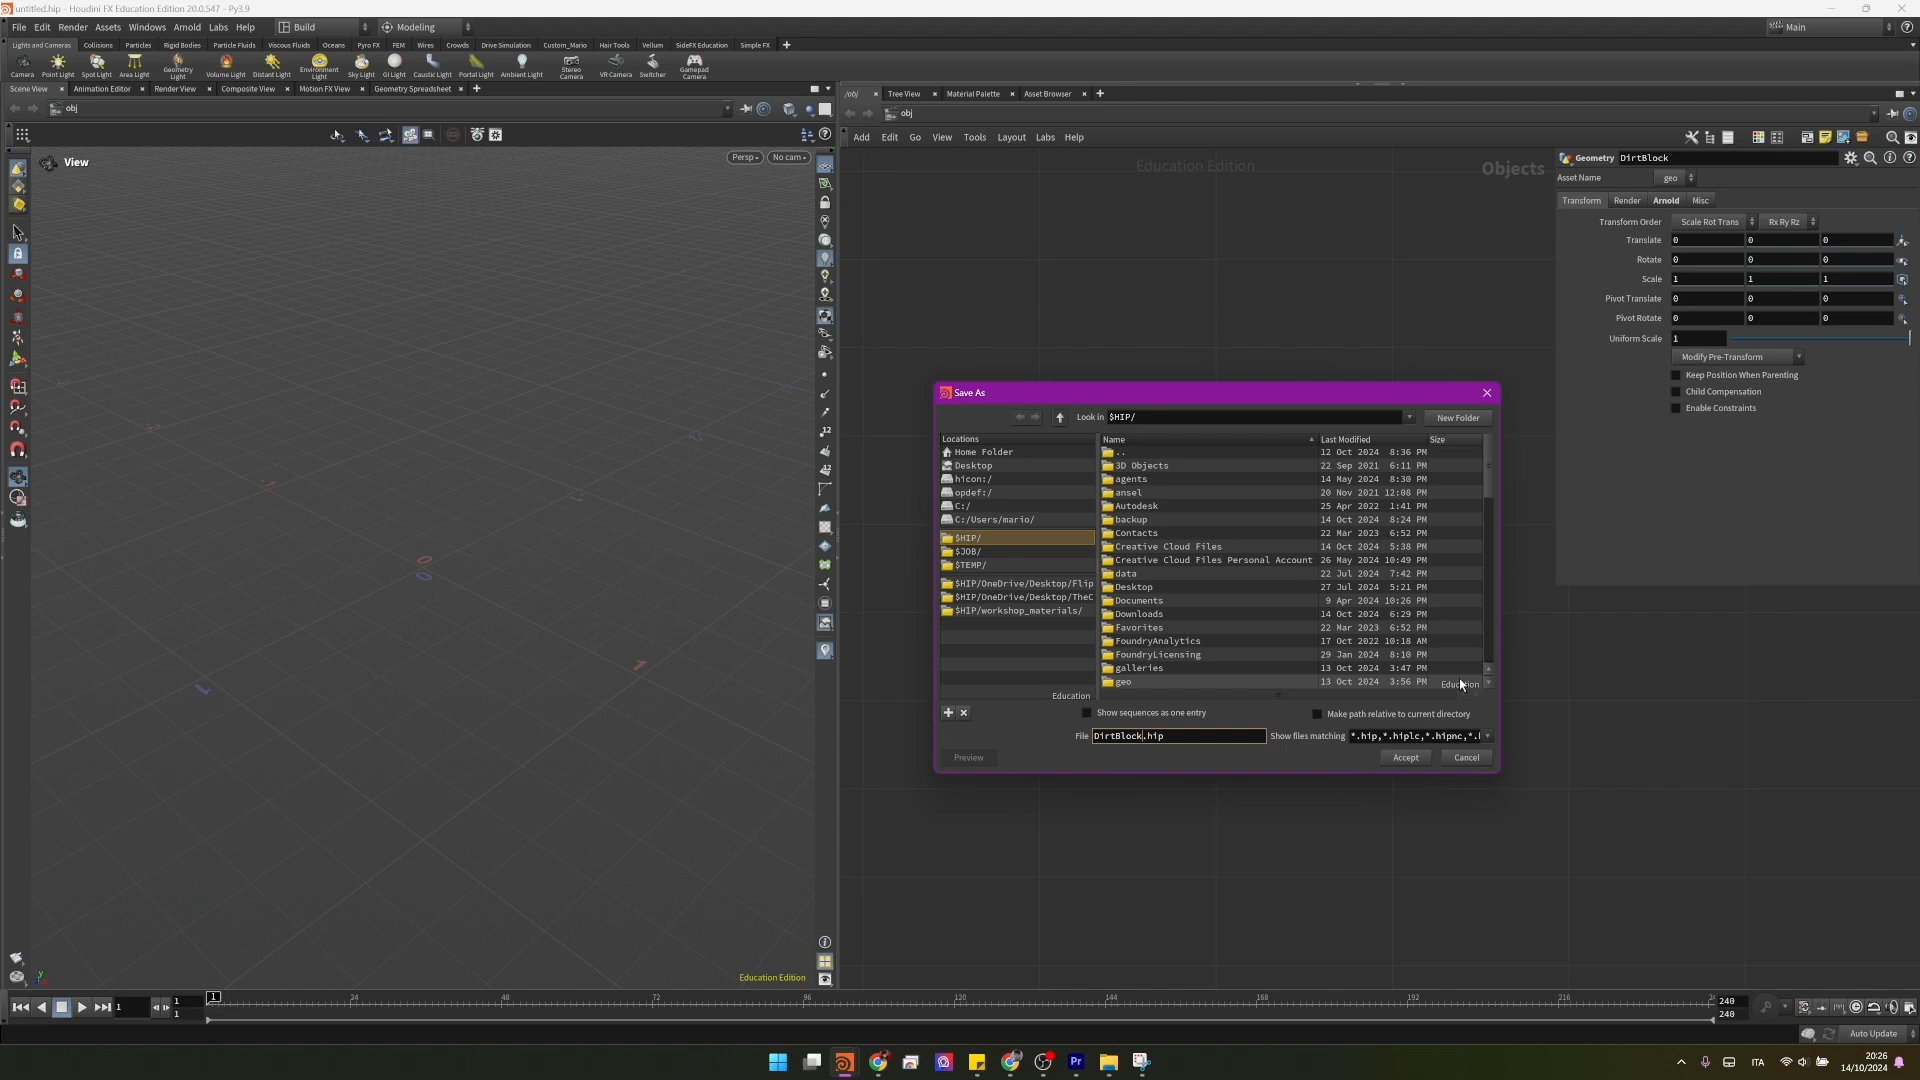 untitled.hip - Houdini FX Education Edition 20.0.547 - Py3.9
File Edit Render Assets Windows Arnold Labs Help Build Modeling Main
Lights and Cameras Collisions Particles Rigid Bodies Particle Fluids Viscous Fluids Oceans Pyro FX FEM Wires Crowds Drive Simulation Custom_Mario Hair Tools Vellum SideFX Education Simple FX
Camera Point Light Spot Light Area Light Geometry Light Volume Light Distant Light Environment Light Sky Light GI Light Caustic Light Portal Light Ambient Light Stereo Camera VR Camera Switcher Gamepad Camera
Scene View Animation Editor Render View Composite View Motion FX View Geometry Spreadsheet
/obj Tree View Material Palette Asset Browser
obj
obj
Add Edit Go View Tools Layout Labs Help
View
Persp No cam
Education Edition
Objects
Geometry DirtBlock
Asset Name geo
Transform Render Arnold Misc
Transform Order Scale Rot Trans Rx Ry Rz
Translate 0 0 0
Rotate 0 0 0
Scale 1 1 1
Pivot Translate 0 0 0
Pivot Rotate 0 0 0
Uniform Scale 1
Modify Pre-Transform
Keep Position When Parenting
Child Compensation
Enable Constraints
Save As
Look in $HIP/ New Folder
Locations
Home Folder
Desktop
hicon:/
opdef:/
C:/
C:/Users/mario/
$HIP/
$JOB/
$TEMP/
$HIP/OneDrive/Desktop/Flip
$HIP/OneDrive/Desktop/TheC
$HIP/workshop_materials/
Education
Name Last Modified Size
.. 12 Oct 2024 8:36 PM
3D Objects 22 Sep 2021 6:11 PM
agents 14 May 2024 8:30 PM
ansel 20 Nov 2021 12:08 PM
Autodesk 25 Apr 2022 1:41 PM
backup 14 Oct 2024 8:24 PM
Contacts 22 Mar 2023 6:52 PM
Creative Cloud Files 14 Oct 2024 5:38 PM
Creative Cloud Files Personal Account 26 May 2024 10:49 PM
data 22 Jul 2024 7:42 PM
Desktop 27 Jul 2024 5:21 PM
Documents 9 Apr 2024 10:26 PM
Downloads 14 Oct 2024 6:29 PM
Favorites 22 Mar 2023 6:52 PM
FoundryAnalytics 17 Oct 2022 10:18 AM
FoundryLicensing 29 Jan 2024 8:10 PM
galleries 13 Oct 2024 3:47 PM
geo 13 Oct 2024 3:56 PM
Show sequences as one entry
Make path relative to current directory
File DirtBlock.hip Show files matching *.hip,*.hiplc,*.hipnc,*.
Preview Accept Cancel
Education Edition
1 1 1 1 24 48 72 96 120 144 168 192 216 240
240
Auto Update
ITA
20:26
14/10/2024